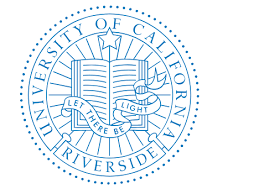 UNIVERSITY OF CALIFORNIA
LET THERE BE LIGHT
RIVERSIDE